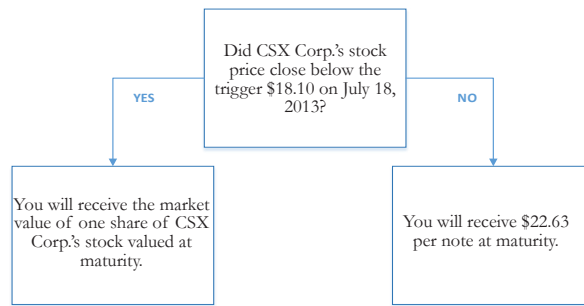 Did CSX Corp.'s stock
price close below the
trigger $18.10 on July 18,
2013?
YES
NO
You will receive the market
value of one share of CSX
Corp.'s stock valued at
maturity.
You will receive $22.63
per note at maturity.